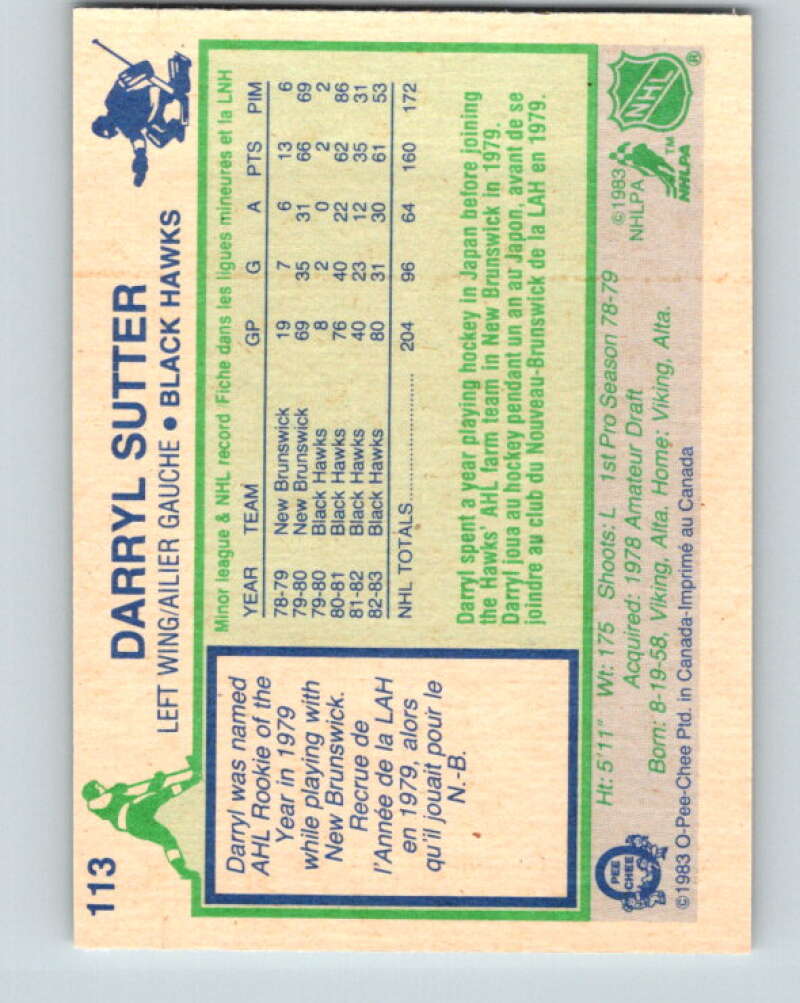 113
DARRYL SUTTER
LEFT WING/AILIER GAUCHE • BLACK HAWKS
Darryl was named
AHL Rookie of the
Year in 1979
while playing with
New Brunswick.
Recrue de
l'Année de la LAH
en 1979, alors
qu'il jouait pour le
N.-B.
Minor league & NHL record Fiche dans les ligues mineures et la LNH
YEAR TEAM GP G A PTS PIM
78-79 New Brunswick 19 7 6 13 6
79-80 New Brunswick 69 35 31 66 69
79-80 Black Hawks 8 2 0 2 2
80-81 Black Hawks 76 40 22 62 86
81-82 Black Hawks 40 23 12 35 31
82-83 Black Hawks 80 31 30 61 53
NHL TOTALS.................... 204 96 64 160 172
Darryl spent a year playing hockey in Japan before joining
the Hawks' AHL farm team in New Brunswick in 1979.
Darryl joua au hockey pendant un an au Japon, avant de se
joindre au club du Nouveau-Brunswick de la LAH en 1979.
Ht: 5'11" Wt: 175 Shoots: L 1st Pro Season 78-79
Acquired: 1978 Amateur Draft
Born: 8-19-58, Viking, Alta. Home: Viking, Alta.
©1983 O-Pee-Chee Ptd. in Canada-Imprimé au Canada
O
PEE
CHEE
©1983
NHLPA
NHLPA
TM
NHL
®